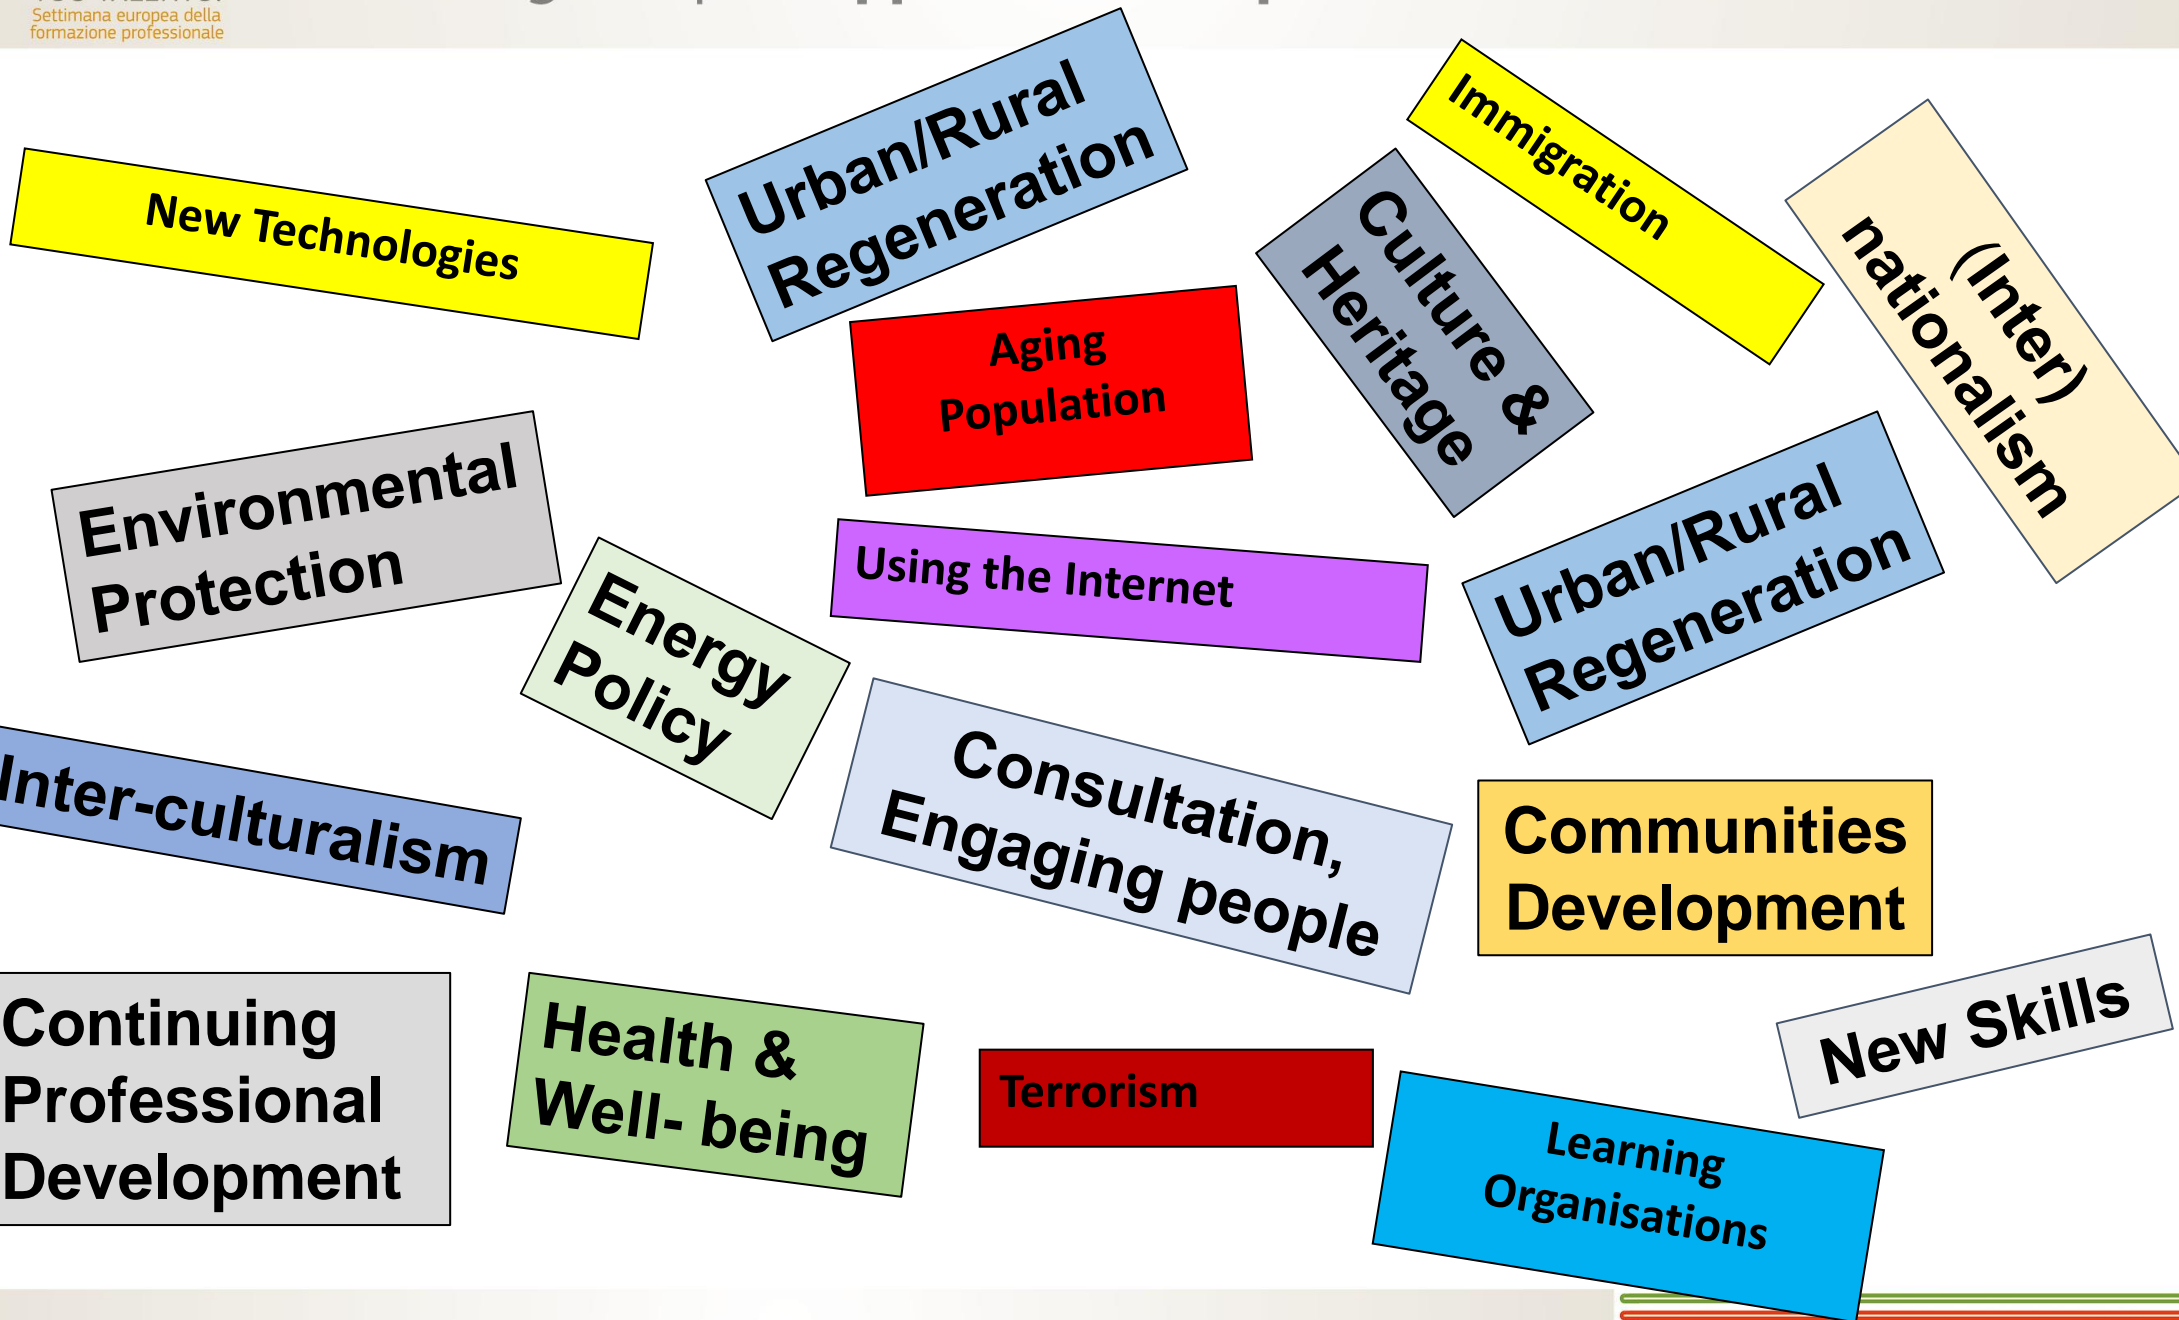 Settimana europea della
formazione professionale
Urban/Rural
Regeneration
Immigration
New Technologies
Culture &
Heritage
(Inter)
nationalism
Aging
Population
Environmental
Protection
Using the Internet
Urban/Rural
Regeneration
Energy
Policy
Inter-culturalism
Consultation,
Engaging people
Communities
Development
Continuing
Professional
Development
Health &
Well- being
Terrorism
New Skills
Learning
Organisations